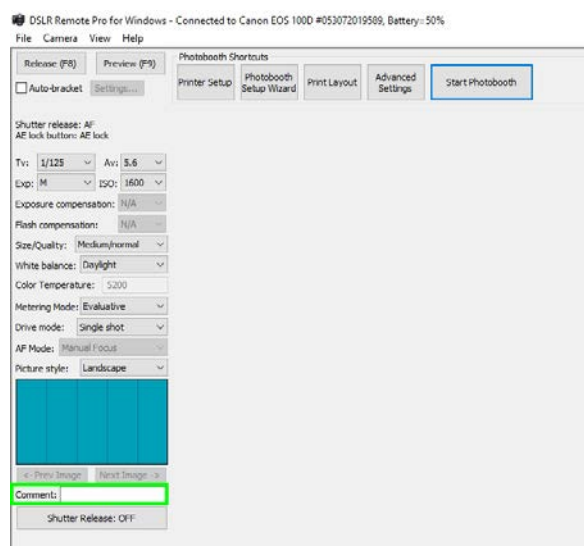 DSLR Remote Pro for Windows - Connected to Canon EOS 100D #053072019589, Battery=50%
File Camera View Help
Release (F8) Preview (F9)
Auto-bracket Settings...
Photobooth Shortcuts
Printer Setup
Photobooth
Setup Wizard
Print Layout
Advanced
Settings
Start Photobooth
Shutter release: AF
AE lock button: AE lock
Tv: 1/125 Av: 5.6
Exp: M ISO: 1600
Exposure compensation: N/A
Flash compensation: N/A
Size/Quality: Medium/normal
White balance: Daylight
Color Temperature: 5200
Metering Mode: Evaluative
Drive mode: Single shot
AF Mode: Manual Focus
Picture style: Landscape
<- Prev Image Next Image ->
Comment:
Shutter Release: OFF